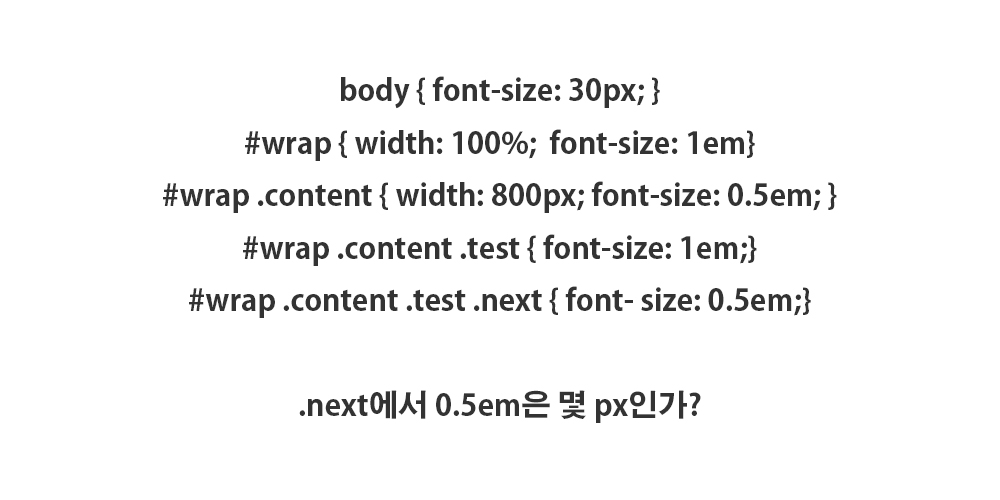 body { font-size: 30px; }
#wrap { width: 100%;  font-size: 1em}
#wrap .content { width: 800px; font-size: 0.5em; }
#wrap .content .test { font-size: 1em;}
#wrap .content .test .next { font- size: 0.5em;}
.next에서 0.5em은 몇 px인가?